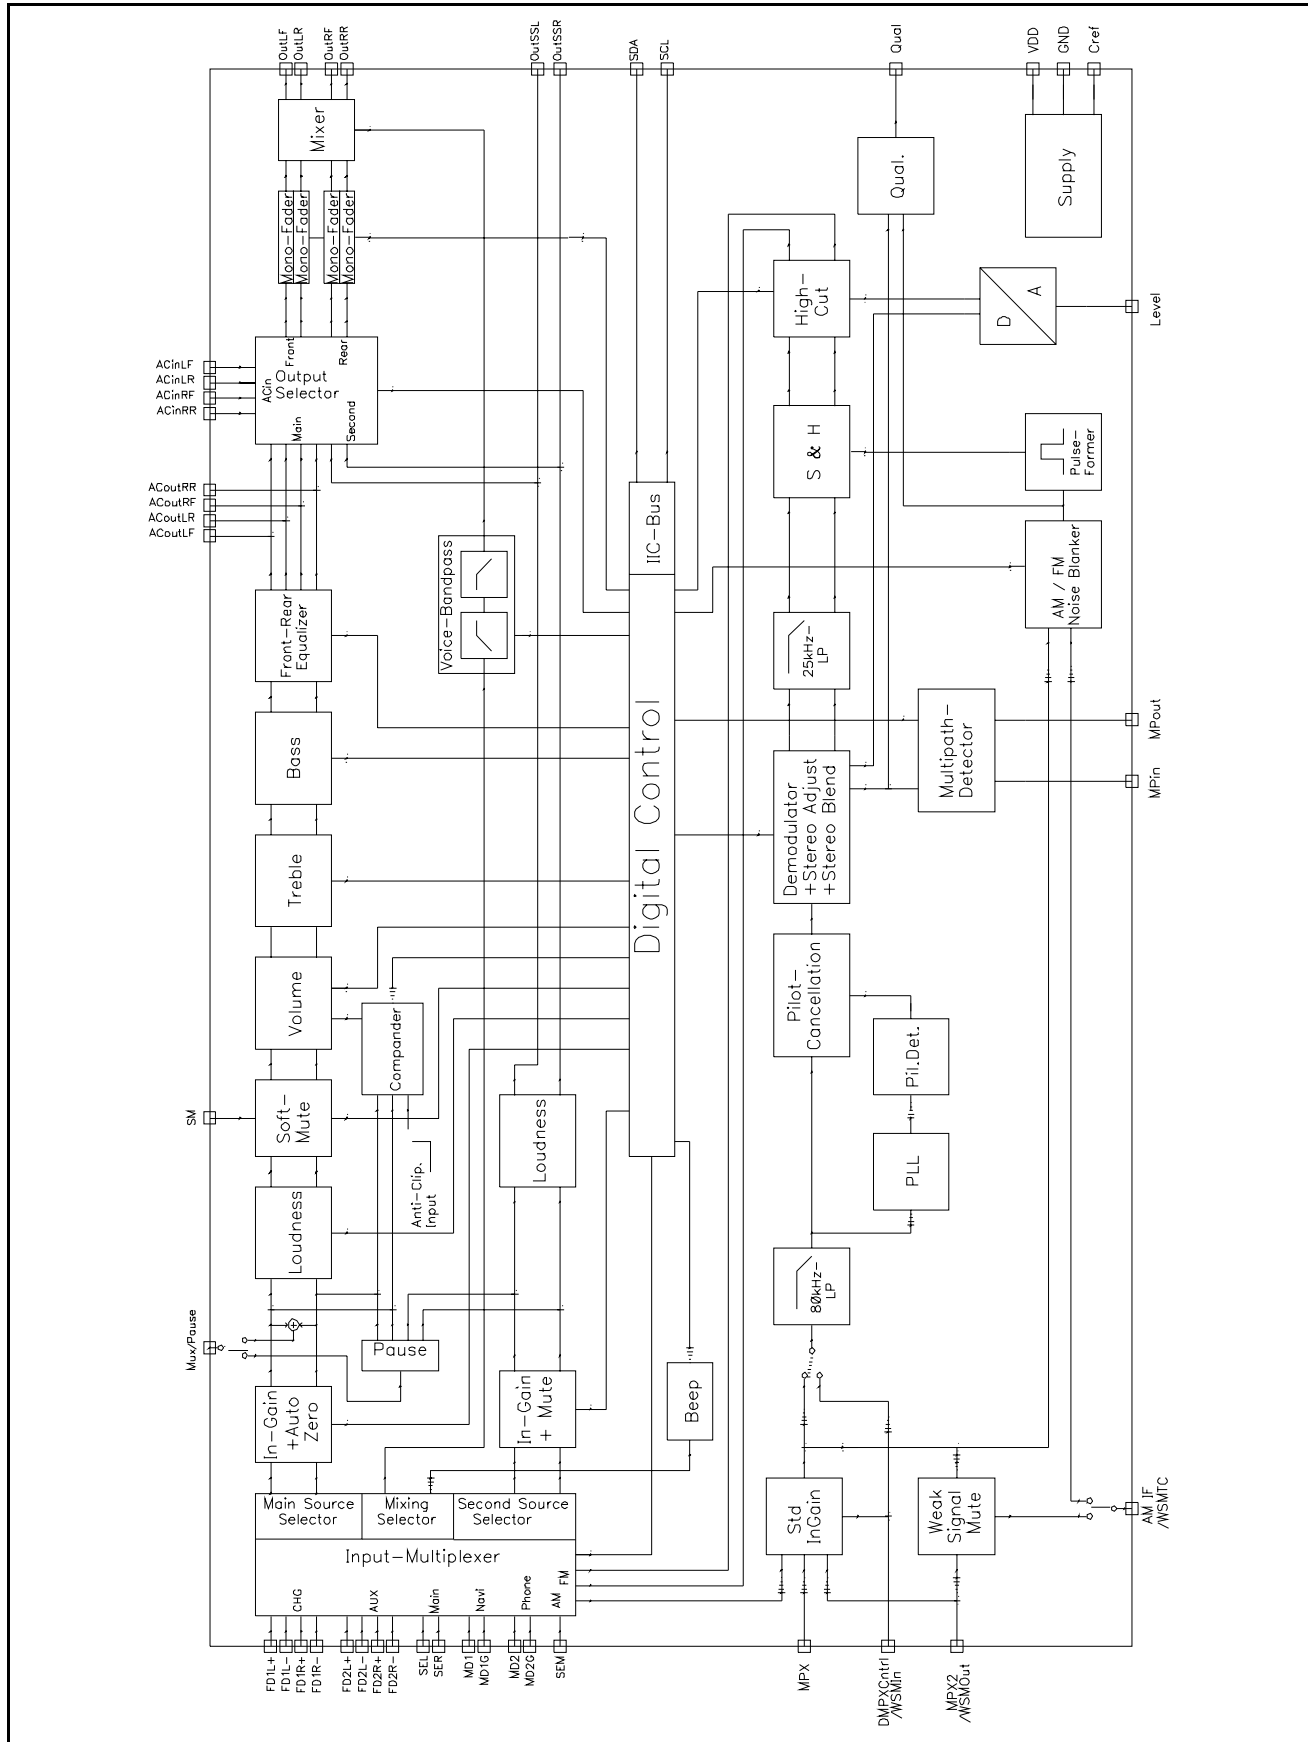 OutLF
OutLR
OutRF
OutRR
OutSSL
OutSSR
SDA
SCL
Qual
VDD
GND
Cref
Mixer
Qual.
Supply
Mono-Fader
Mono-Fader
Mono-Fader
Mono-Fader
High-
Cut
D
A
Level
ACinLF
ACinLR
ACinRF
ACinRR
Front
Rear
ACin
Output
Selector
Main
Second
S & H
Pulse-
Former
ACoutRR
ACoutRF
ACoutLR
ACoutLF
IIC-Bus
AM / FM
Noise Blanker
Voice-Bandpass
Front-Rear
Equalizer
25kHz-
LP
Bass
Digital Control
Demodulator
+Stereo Adjust
+Stereo Blend
Multipath-
Detector
MPout
MPin
Treble
Volume
Compander
Pilot-
Cancellation
Pil.Det.
SM
Soft-
Mute
Loudness
PLL
Loudness
Anti-Clip.
Input
80kHz-
LP
Mux/Pause
Pause
In-Gain
+Auto
Zero
In-Gain
+ Mute
Beep
Main Source
Selector
Mixing
Selector
Second Source
Selector
Std
InGain
Weak
Signal
Mute
AM IF
/WSMTC
Input-Multiplexer
CHG
AUX
Main
Navi
Phone
AM
FM
FD1L+
FD1L-
FD1R+
FD1R-
FD2L+
FD2L-
FD2R+
FD2R-
SEL
SER
MD1
MD1G
MD2
MD2G
SEM
MPX
DMPXCntrl
/WSMIn
MPX2
/WSMOut